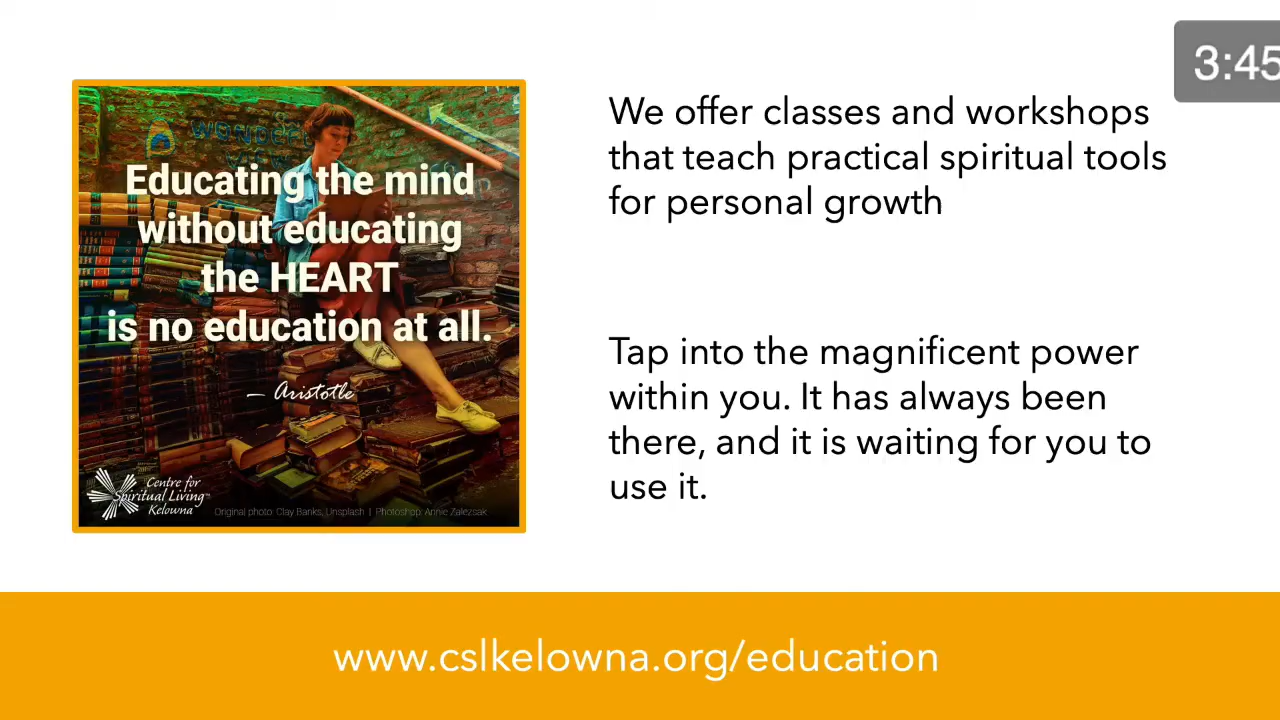 3:45
WONDER
Educating the mind
without educating
the HEART
is no education at all.
— Aristotle
Centre for
Spiritual Living™
Kelowna
Original photo: Clay Banks, Unsplash | Photoshop: Annie Zalezsak
We offer classes and workshops
that teach practical spiritual tools
for personal growth
Tap into the magnificent power
within you. It has always been
there, and it is waiting for you to
use it.
www.cslkelowna.org/education